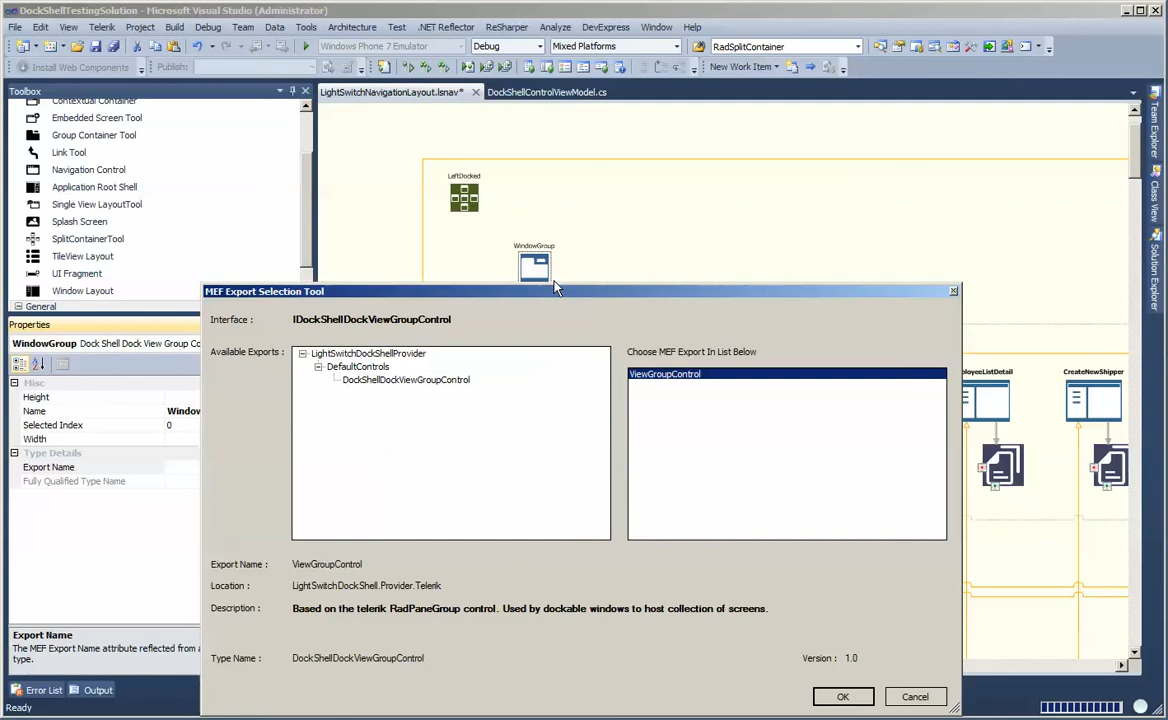 DockShellTestingSolution - Microsoft Visual Studio (Administrator)
File Edit View Telerik Project Build Debug Team Data Tools Architecture Test .NET Reflector ReSharper Analyze DevExpress Window Help
Windows Phone 7 Emulator Debug Mixed Platforms RadSplitContainer
Install Web Components Publish: New Work Item
Toolbox
LightSwitchNavigationLayout.lsnav* DockShellControlViewModel.cs
Contextual Container
Embedded Screen Tool
Group Container Tool
Link Tool
Navigation Control
Application Root Shell
Single View LayoutTool
Splash Screen
SplitContainerTool
TileView Layout
UI Fragment
Window Layout
General
LeftDocked
WindowGroup
Team Explorer
Class View
Solution Explorer
Properties
WindowGroup Dock Shell Dock View Group Co
Misc
Height
Name Window
Selected Index 0
Width
Type Details
Export Name
Fully Qualified Type Name
Export Name
The MEF Export Name attribute reflected from a
type.
MEF Export Selection Tool
Interface : IDockShellDockViewGroupControl
Available Exports :
LightSwitchDockShellProvider
DefaultControls
DockShellDockViewGroupControl
Choose MEF Export In List Below
ViewGroupControl
Export Name : ViewGroupControl
Location : LightSwitchDockShell.Provider.Telerik
Description : Based on the telerik RadPaneGroup control. Used by dockable windows to host collection of screens.
Type Name : DockShellDockViewGroupControl
Version : 1.0
OK Cancel
ployeeListDetail
CreateNewShipper
Error List Output
Ready